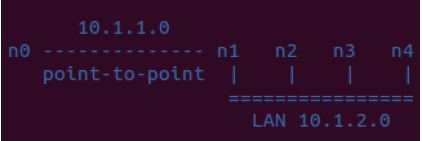 10.1.1.0
n0 -------------- n1 n2 n3 n4
point-to-point | | | |
================
LAN 10.1.2.0